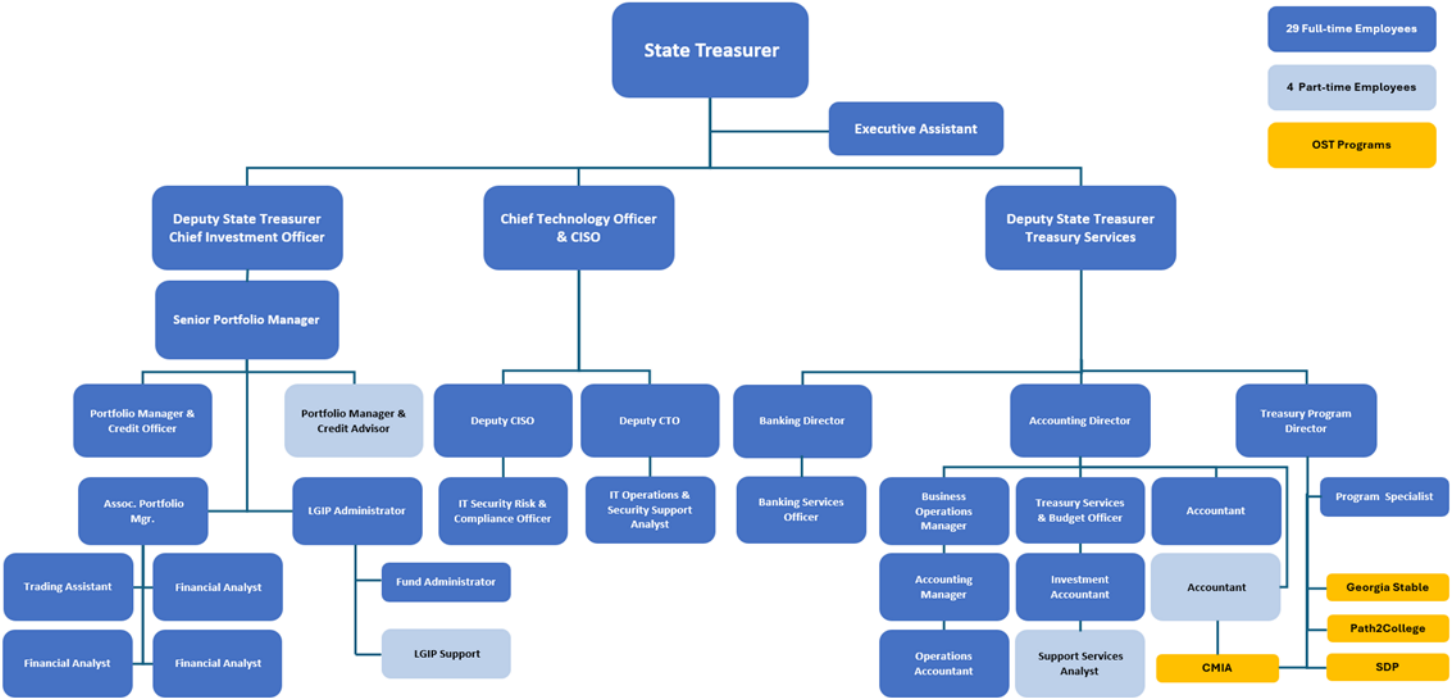 State Treasurer
29 Full-time Employees
4 Part-time Employees
OST Programs
Executive Assistant
Deputy State Treasurer
Chief Investment Officer
Chief Technology Officer
& CISO
Deputy State Treasurer
Treasury Services
Senior Portfolio Manager
Portfolio Manager &
Credit Officer
Portfolio Manager &
Credit Advisor
Deputy CISO
Deputy CTO
Banking Director
Accounting Director
Treasury Program
Director
Assoc. Portfolio
Mgr.
LGIP Administrator
IT Security Risk &
Compliance Officer
IT Operations &
Security Support
Analyst
Banking Services
Officer
Business
Operations
Manager
Treasury Services
& Budget Officer
Accountant
Program Specialist
Trading Assistant
Financial Analyst
Fund Administrator
Accounting
Manager
Investment
Accountant
Accountant
Georgia Stable
Path2College
Financial Analyst
Financial Analyst
LGIP Support
Operations
Accountant
Support Services
Analyst
CMIA
SDP